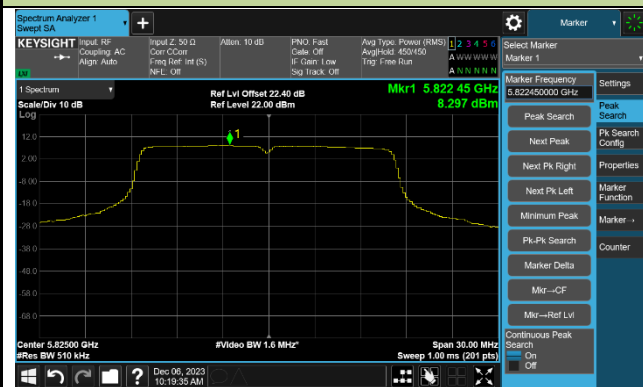 Spectrum Analyzer 1
Swept SA
Marker
KEYSIGHT
Input: RF
Coupling: AC
Align: Auto
Input Z: 50 Ω
Corr CCorr
Freq Ref: Int (S)
NFE: Off
Atten: 10 dB
PNO: Fast
Gate: Off
IF Gain: Low
Sig Track: Off
Avg Type: Power (RMS)
Avg|Hold: 450/450
Trig: Free Run
1 2 3 4 5 6
A W W W W W
A N N N N N
LXI
Select Marker
Marker 1
Marker Frequency
5.822450000 GHz
Peak Search
Next Peak
Next Pk Right
Next Pk Left
Minimum Peak
Pk-Pk Search
Marker Delta
Mkr→CF
Mkr→Ref Lvl
Continuous Peak
Search
On
Off
Settings
Peak
Search
Pk Search
Config
Properties
Marker
Function
Marker→
Counter
1 Spectrum
Scale/Div 10 dB
Log
Ref Lvl Offset 22.40 dB
Ref Level 22.00 dBm
Mkr1 5.822 45 GHz
8.297 dBm
1
12.0
2.00
-8.00
-18.0
-28.0
-38.0
-48.0
-58.0
-68.0
Center 5.82500 GHz
#Res BW 510 kHz
#Video BW 1.6 MHz*
Span 30.00 MHz
Sweep 1.00 ms (201 pts)
?
Dec 06, 2023
10:19:35 AM